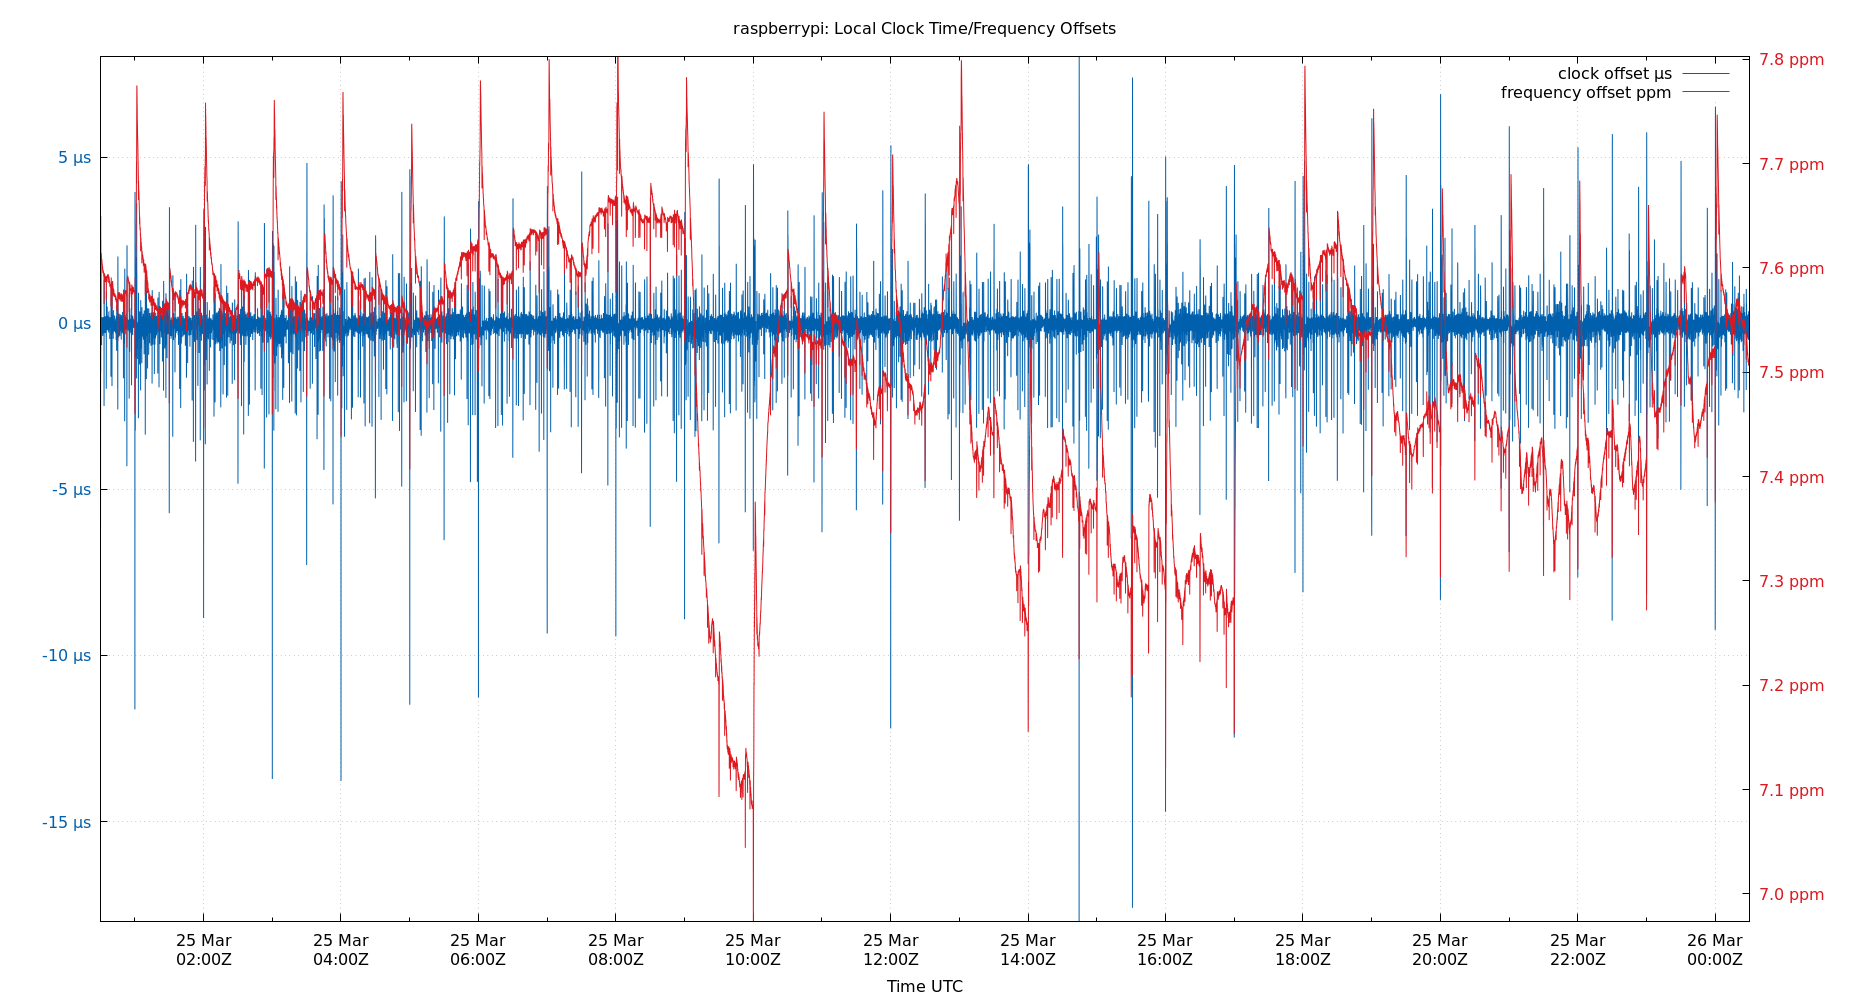 raspberrypi: Local Clock Time/Frequency Offsets
clock offset µs
frequency offset ppm
5 µs
0 µs
-5 µs
-10 µs
-15 µs
7.8 ppm
7.7 ppm
7.6 ppm
7.5 ppm
7.4 ppm
7.3 ppm
7.2 ppm
7.1 ppm
7.0 ppm
25 Mar 25 Mar 25 Mar 25 Mar 25 Mar 25 Mar 25 Mar 25 Mar 25 Mar 25 Mar 25 Mar 26 Mar
02:00Z 04:00Z 06:00Z 08:00Z 10:00Z 12:00Z 14:00Z 16:00Z 18:00Z 20:00Z 22:00Z 00:00Z
Time UTC